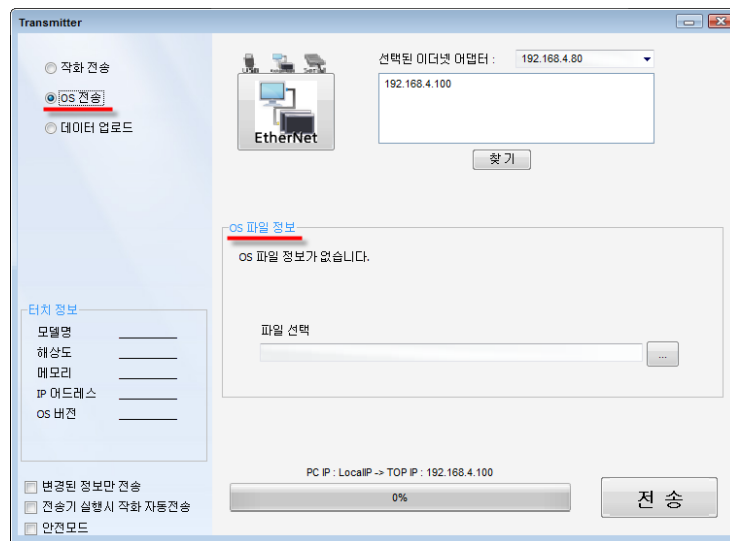 Transmitter
작화 전송
OS 전송
데이터 업로드
USB
EtherNet
선택된 이더넷 어댑터 :
192.168.4.80
192.168.4.100
찾 기
OS 파일 정보
OS 파일 정보가 없습니다.
파일 선택
...
터치 정보
모델명
해상도
메모리
IP 어드레스
OS 버전
변경된 정보만 전송
전송기 실행시 작화 자동전송
안전모드
PC IP : LocalIP -> TOP IP : 192.168.4.100
0%
전 송